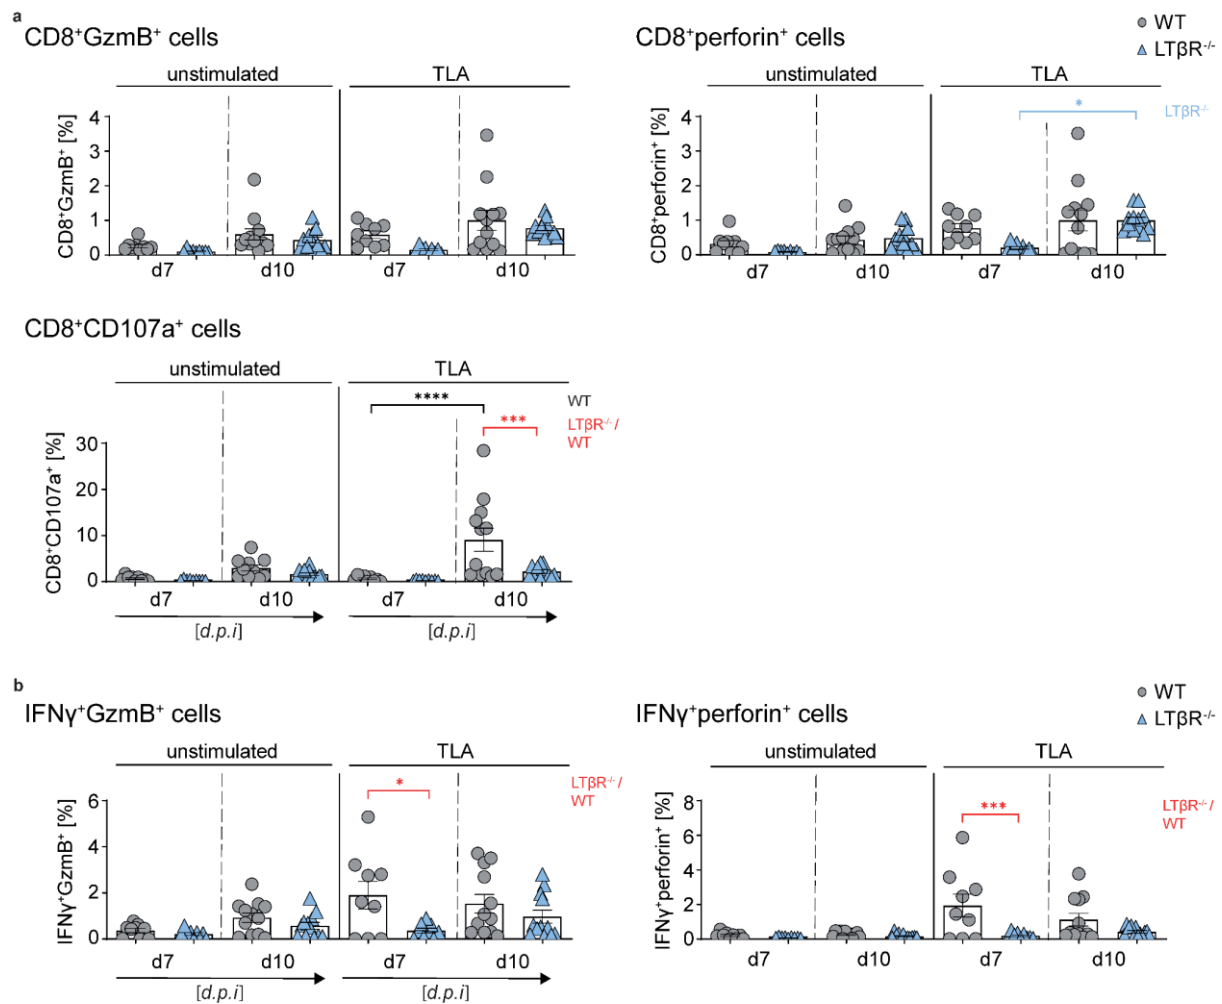 a
CD8⁺GzmB⁺ cells
unstimulated
TLA
CD8⁺GzmB⁺ [%]
4
3
2
1
0
d7
d10
d7
d10
CD8⁺perforin⁺ cells
WT
LTβR⁻/⁻
unstimulated
TLA
*
LTβR⁻/⁻
CD8⁺perforin⁺ [%]
4
3
2
1
0
d7
d10
d7
d10
CD8⁺CD107a⁺ cells
unstimulated
TLA
****
WT
***
LTβR⁻/⁻ /
WT
CD8⁺CD107a⁺ [%]
30
20
10
0
d7
d10
d7
d10
[d.p.i]
[d.p.i]
b
IFNγ⁺GzmB⁺ cells
unstimulated
TLA
*
LTβR⁻/⁻ /
WT
IFNγ⁺GzmB⁺ [%]
6
4
2
0
d7
d10
d7
d10
[d.p.i]
[d.p.i]
IFNγ⁺perforin⁺ cells
WT
LTβR⁻/⁻
unstimulated
TLA
***
LTβR⁻/⁻ /
WT
IFNγ⁺perforin⁺ [%]
8
6
4
2
0
d7
d10
d7
d10